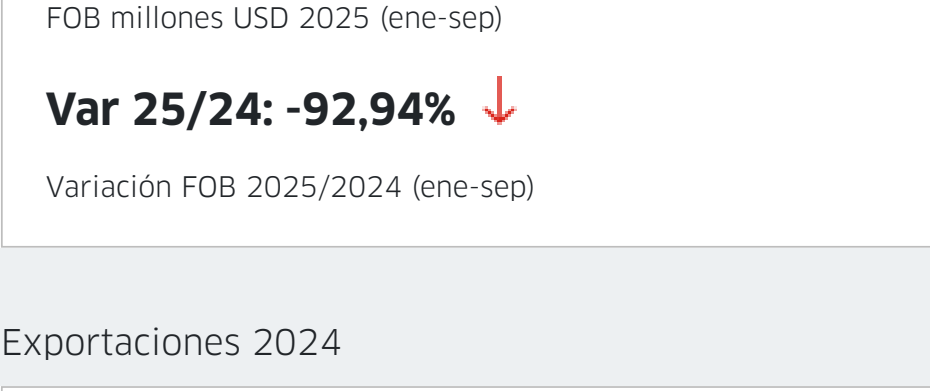 FOB millones USD 2025 (ene-sep)
Var 25/24: -92,94%
Variación FOB 2025/2024 (ene-sep)
Exportaciones 2024